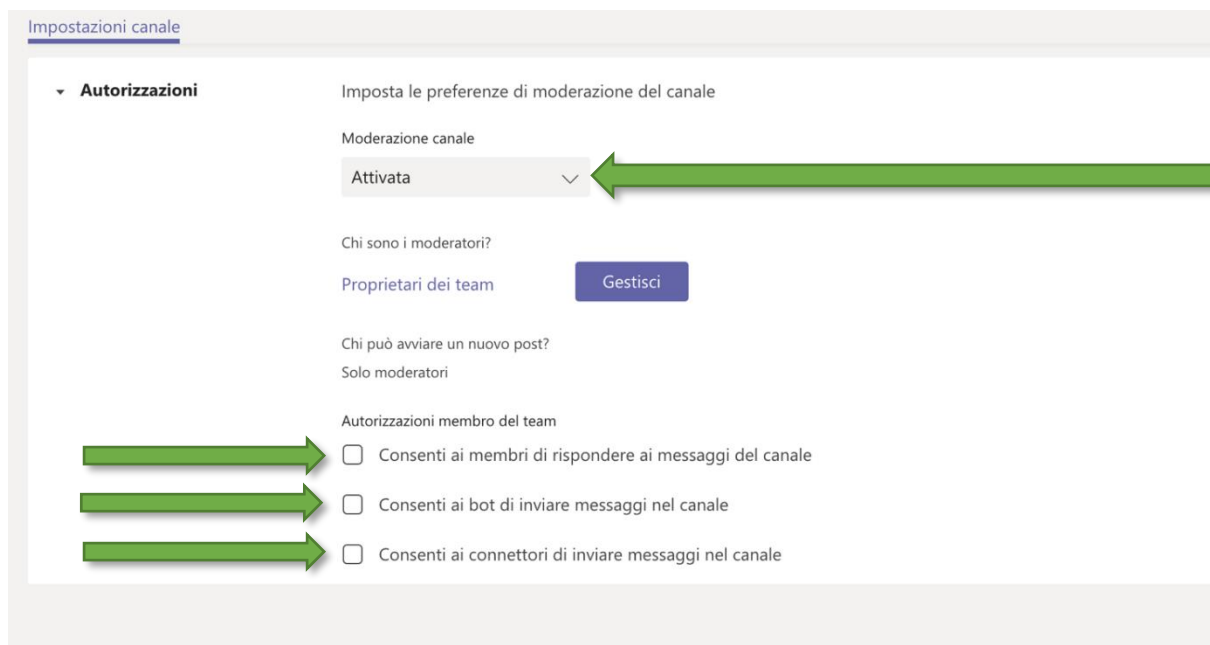 Impostazioni canale
Autorizzazioni
Imposta le preferenze di moderazione del canale
Moderazione canale
Attivata
Chi sono i moderatori?
Proprietari dei team
Gestisci
Chi può avviare un nuovo post?
Solo moderatori
Autorizzazioni membro del team
Consenti ai membri di rispondere ai messaggi del canale
Consenti ai bot di inviare messaggi nel canale
Consenti ai connettori di inviare messaggi nel canale